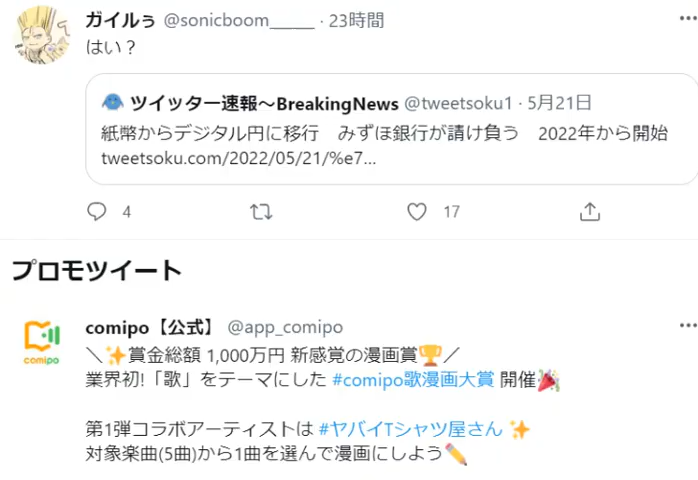 ガイルぅ @sonicboom_____ · 23時間
はい？
ツイッター速報～BreakingNews @tweetsoku1 · 5月21日
紙幣からデジタル円に移行　みずほ銀行が請け負う　2022年から開始
tweetsoku.com/2022/05/21/%e7...
4 17
プロモツイート
comipo
comipo【公式】 @app_comipo
＼✨賞金総額 1,000万円 新感覚の漫画賞🏆／
業界初!「歌」をテーマにした #comipo歌漫画大賞 開催🎉
第1弾コラボアーティストは #ヤバイTシャツ屋さん ✨
対象楽曲(5曲)から1曲を選んで漫画にしよう✏️